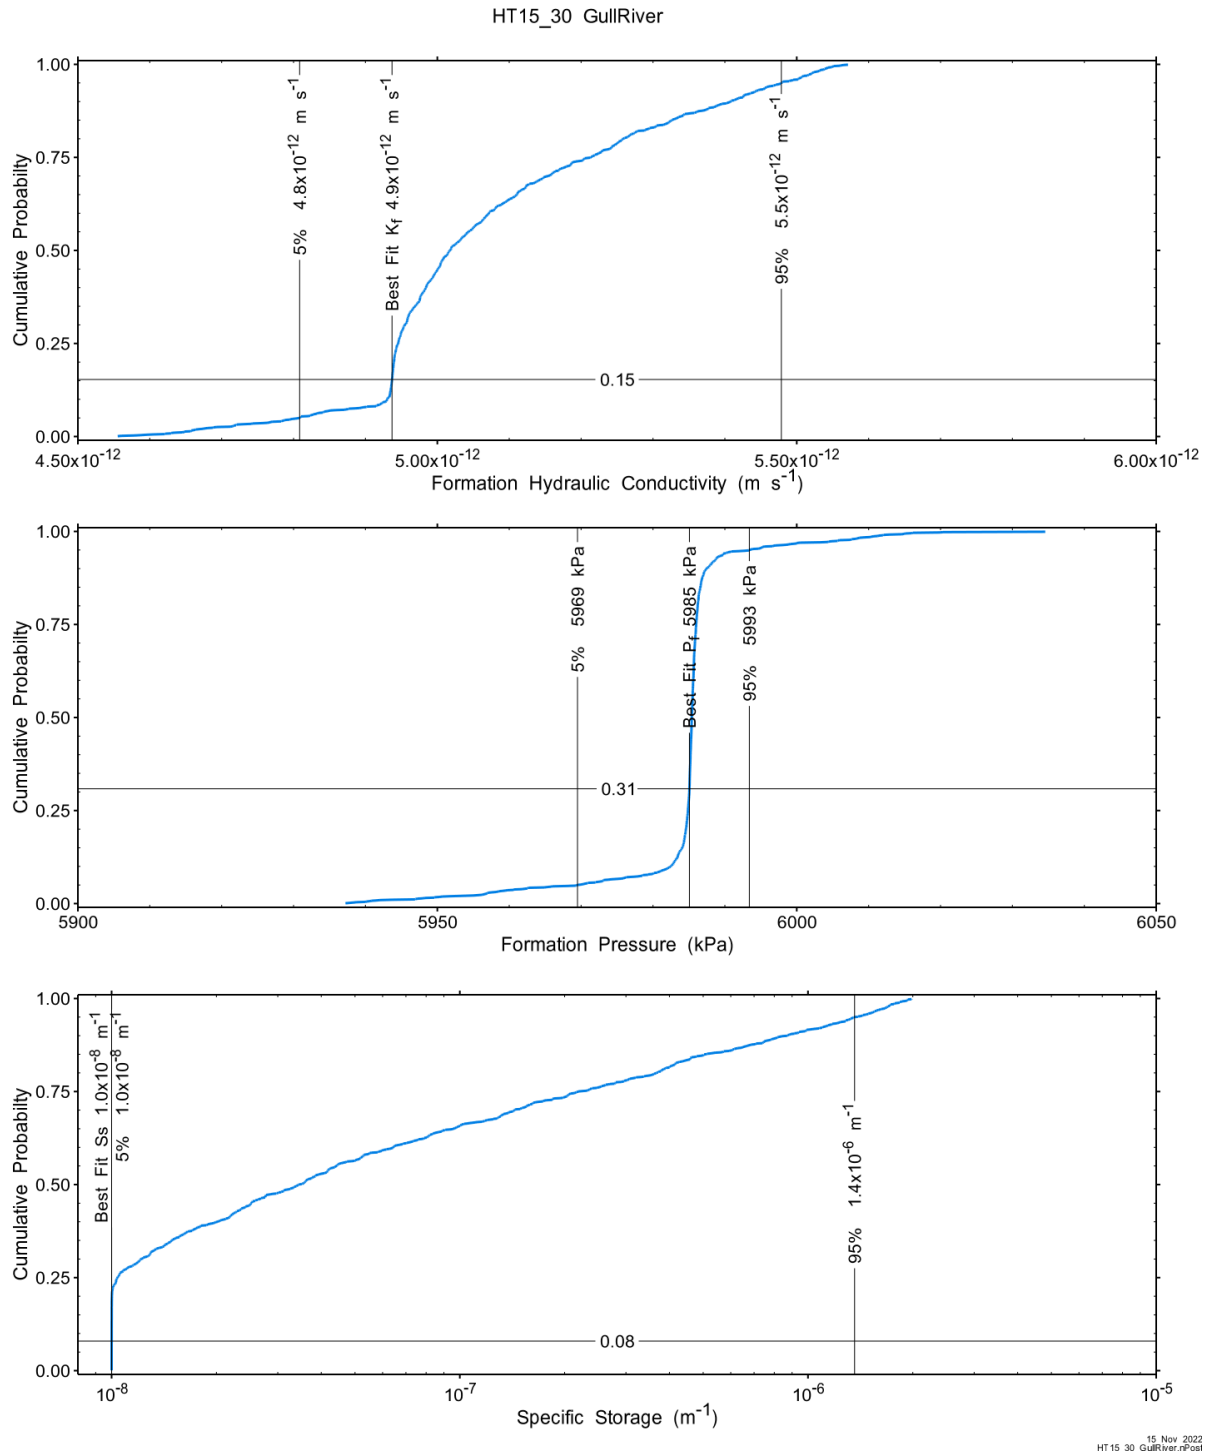 HT15_30 GullRiver
1.00
0.75
0.50
0.25
0.00
Cumulative Probabilty
5% 4.8x10⁻¹² m s⁻¹
Best Fit K_f 4.9x10⁻¹² m s⁻¹
95% 5.5x10⁻¹² m s⁻¹
0.15
4.50x10⁻¹² 5.00x10⁻¹² 5.50x10⁻¹² 6.00x10⁻¹²
Formation Hydraulic Conductivity (m s⁻¹)
1.00
0.75
0.50
0.25
0.00
Cumulative Probabilty
5% 5969 kPa
Best Fit P_f 5985 kPa
95% 5993 kPa
0.31
5900 5950 6000 6050
Formation Pressure (kPa)
1.00
0.75
0.50
0.25
0.00
Cumulative Probabilty
Best Fit Ss 1.0x10⁻⁸ m⁻¹
5% 1.0x10⁻⁸ m⁻¹
95% 1.4x10⁻⁶ m⁻¹
0.08
10⁻⁸ 10⁻⁷ 10⁻⁶ 10⁻⁵
Specific Storage (m⁻¹)
15 Nov 2022
HT15_30_GullRiver.nPost